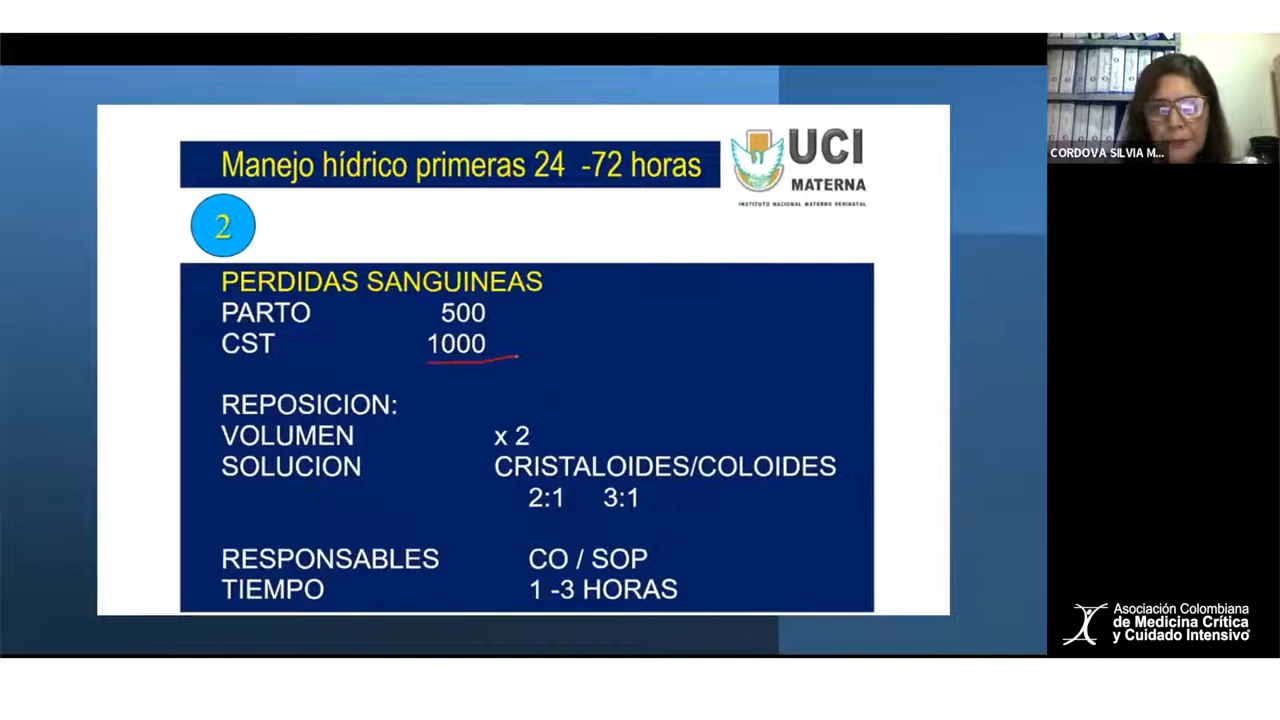 Manejo hídrico primeras 24 -72 horas
UCI
MATERNA
INSTITUTO NACIONAL MATERNO PERINATAL
2
PERDIDAS SANGUINEAS
PARTO 500
CST 1000
REPOSICION:
VOLUMEN x 2
SOLUCION CRISTALOIDES/COLOIDES
2:1 3:1
RESPONSABLES CO / SOP
TIEMPO 1 -3 HORAS
CORDOVA SILVIA M...
Asociación Colombiana
de Medicina Crítica
y Cuidado Intensivo